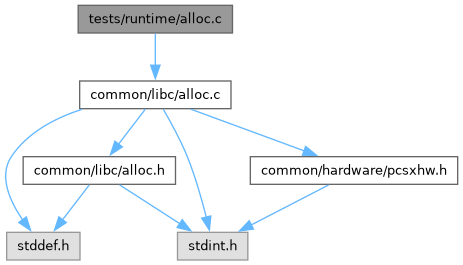 tests/runtime/alloc.c
common/libc/alloc.c
common/libc/alloc.h
common/hardware/pcsxhw.h
stddef.h
stdint.h